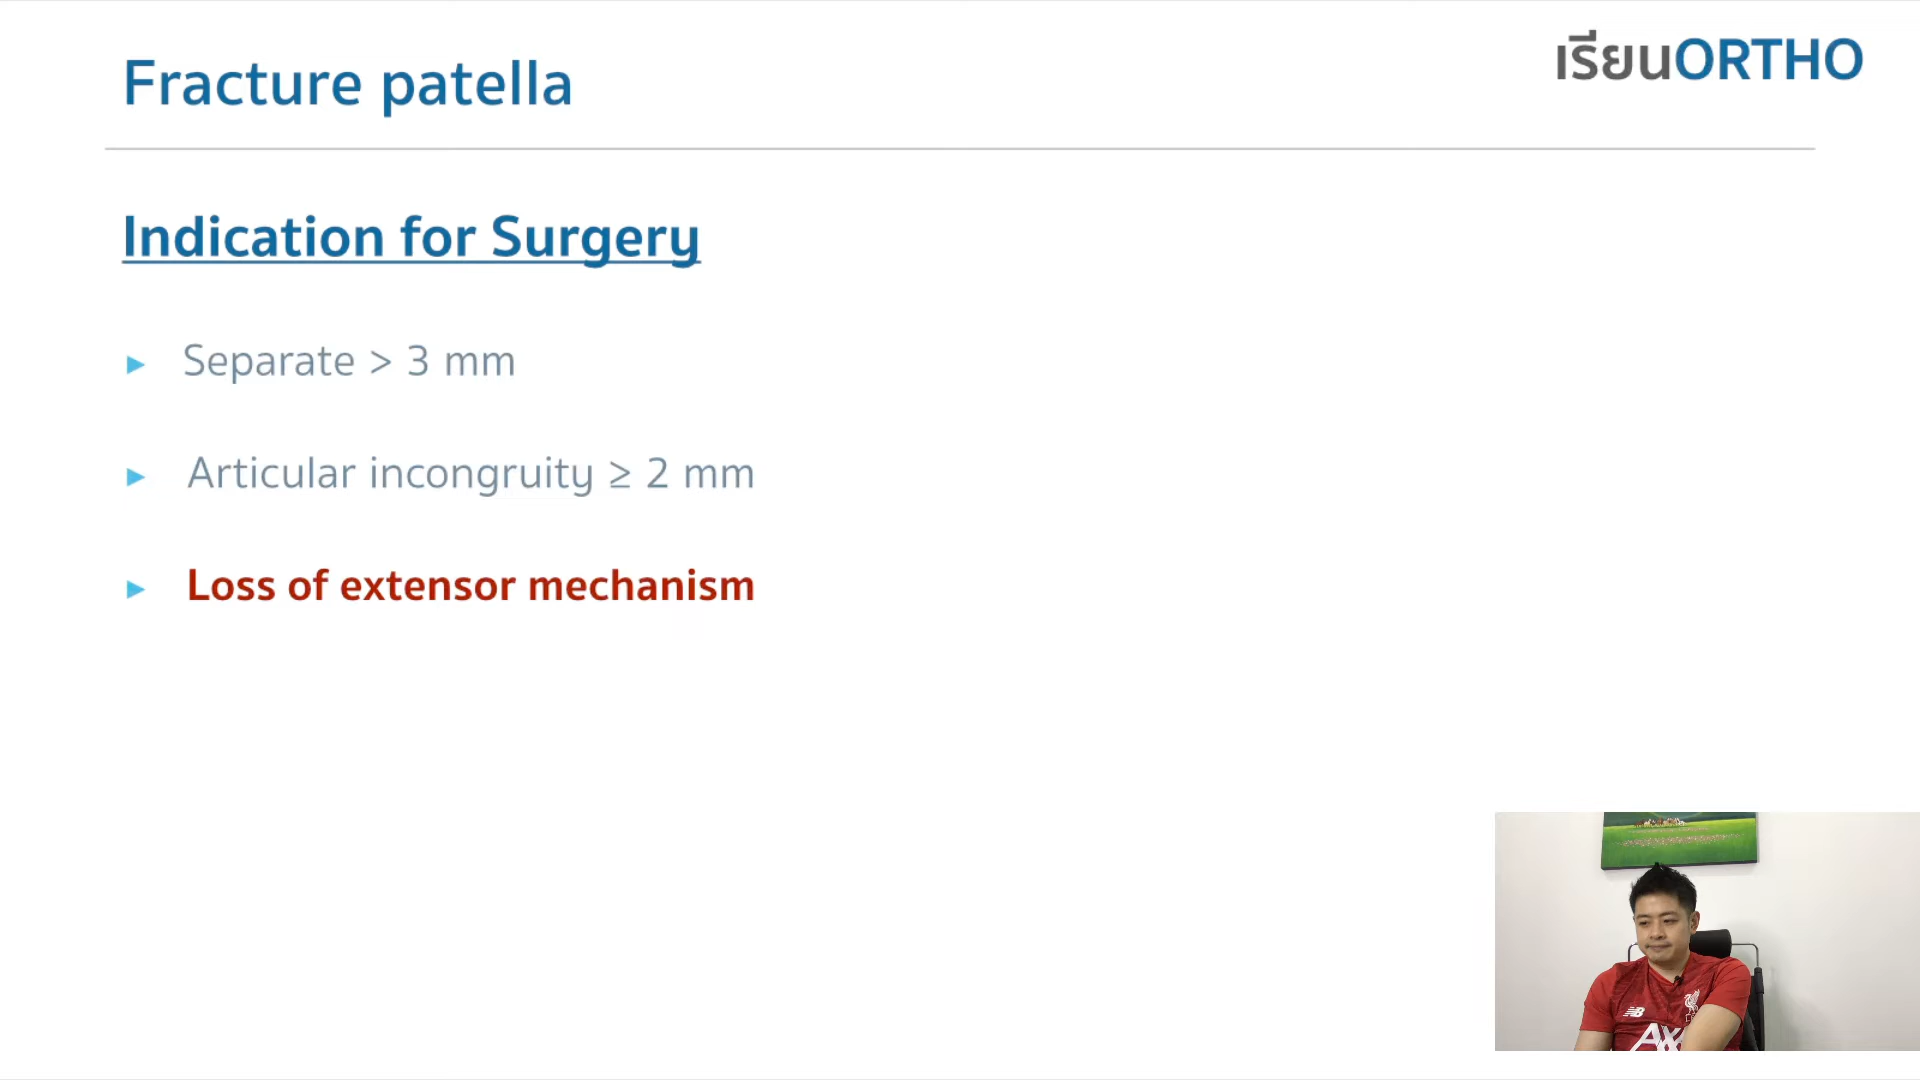 Fracture patella
เรียนORTHO
Indication for Surgery
▸ Separate > 3 mm
▸ Articular incongruity ≥ 2 mm
▸ Loss of extensor mechanism
NB